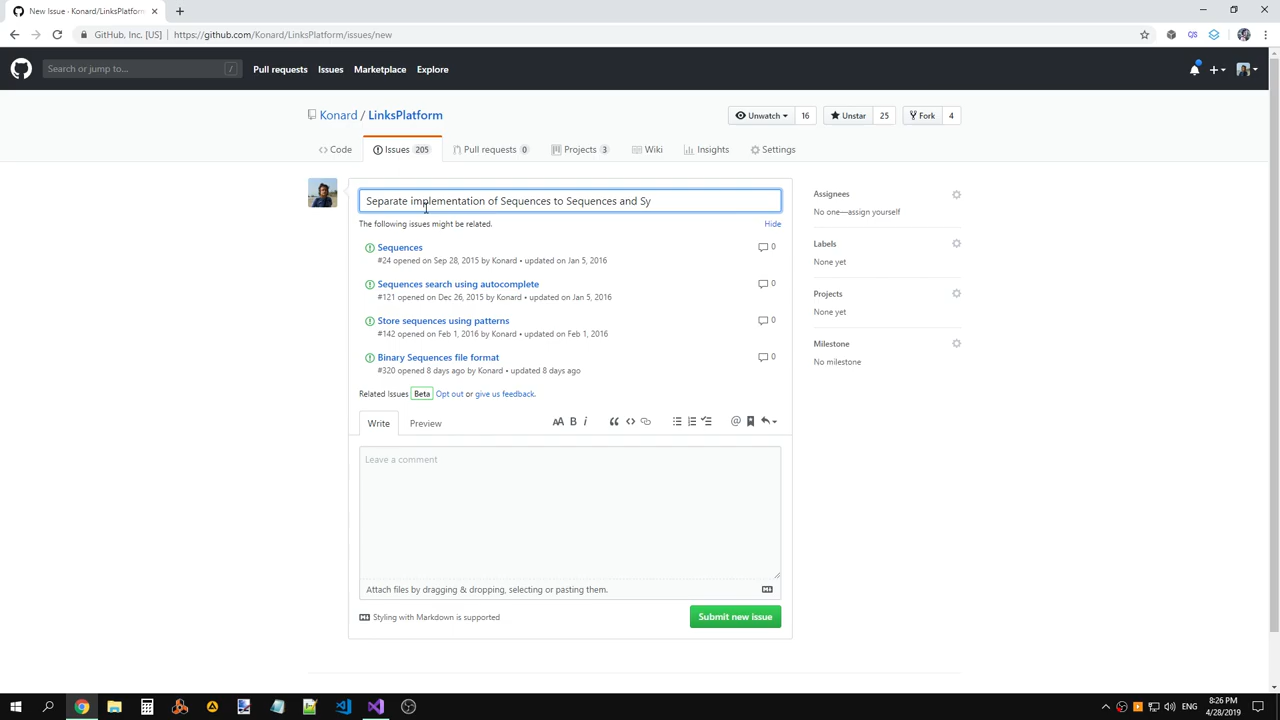 New Issue · Konard/LinksPlatform
GitHub, Inc. [US] | https://github.com/Konard/LinksPlatform/issues/new
Search or jump to... /
Pull requests Issues Marketplace Explore
Konard / LinksPlatform
Unwatch 16 Unstar 25 Fork 4
Code Issues 205 Pull requests 0 Projects 3 Wiki Insights Settings
Separate implementation of Sequences to Sequences and Sy
The following issues might be related. Hide
Sequences 0
#24 opened on Sep 28, 2015 by Konard • updated on Jan 5, 2016
Sequences search using autocomplete 0
#121 opened on Dec 26, 2015 by Konard • updated on Jan 5, 2016
Store sequences using patterns 0
#142 opened on Feb 1, 2016 by Konard • updated on Feb 1, 2016
Binary Sequences file format 0
#320 opened 8 days ago by Konard • updated 8 days ago
Related Issues Beta Opt out or give us feedback.
Write Preview
Leave a comment
Attach files by dragging & dropping, selecting or pasting them.
Styling with Markdown is supported
Submit new issue
Assignees
No one—assign yourself
Labels
None yet
Projects
None yet
Milestone
No milestone
ENG
8:26 PM
4/28/2019